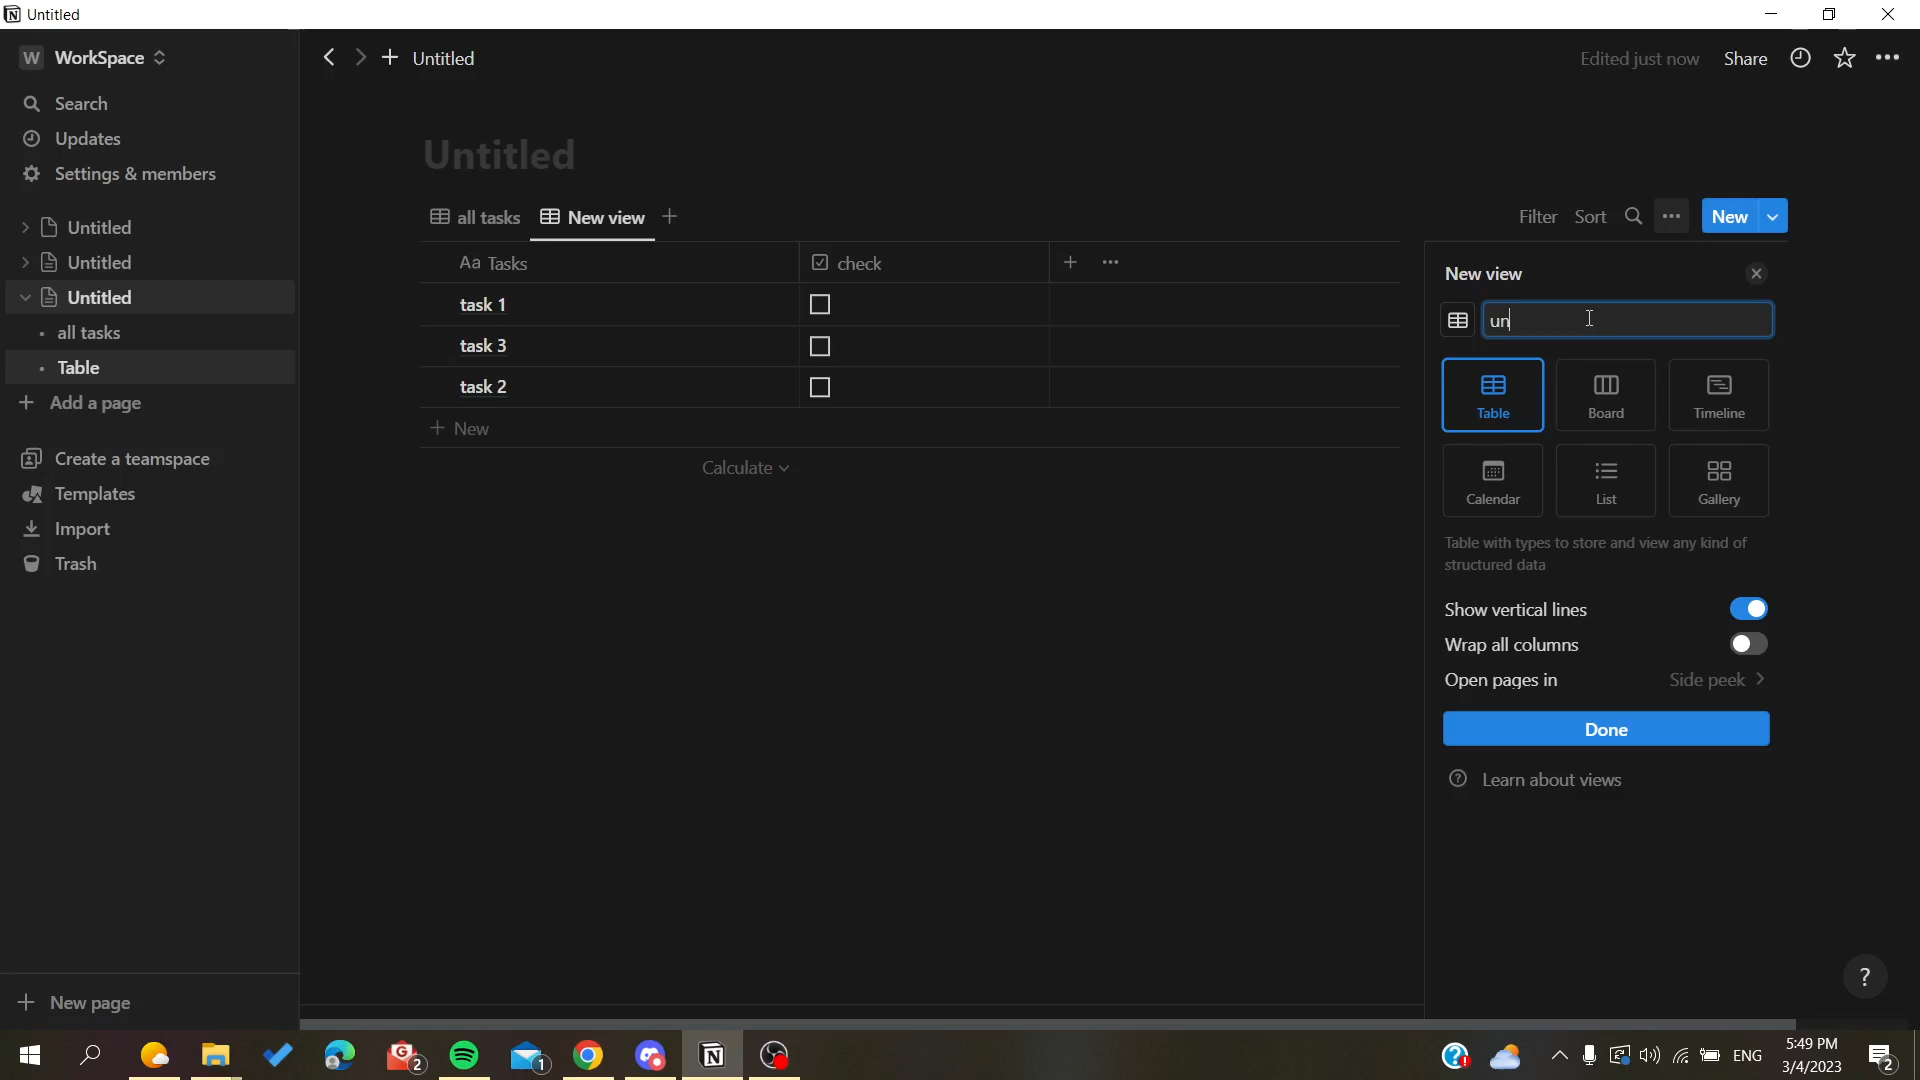 Untitled
W WorkSpace
Untitled
Edited just now Share
Search
Updates
Settings & members
Untitled
Untitled
Untitled
all tasks
Table
Add a page
Create a teamspace
Templates
Import
Trash
New page
Untitled
all tasks New view
Filter Sort New
Aa Tasks check
task 1
task 3
task 2
New
Calculate
New view
un
Table Board Timeline
Calendar List Gallery
Table with types to store and view any kind of
structured data
Show vertical lines
Wrap all columns
Open pages in Side peek
Done
Learn about views
?
2
1
ENG
5:49 PM
3/4/2023
2